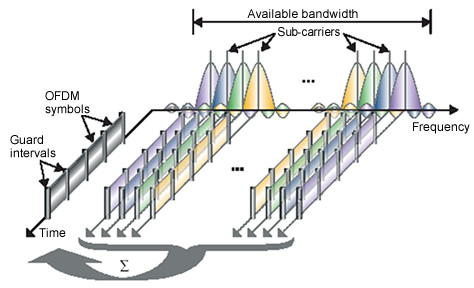 Available bandwidth
Sub-carriers
...
OFDM
symbols
Frequency
Guard
intervals
...
Time
Σ